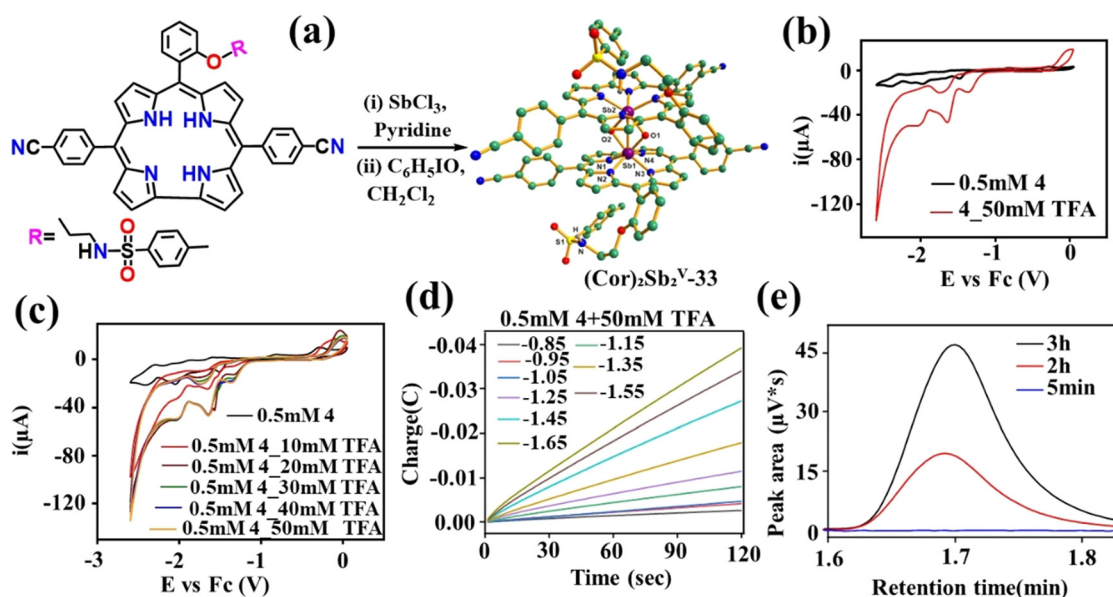 (a)
R
O
NH
HN
NC
CN
N
HN
R=
O
HN
S
O
(i) SbCl₃,
Pyridine
(ii) C₆H₅IO,
CH₂Cl₂
Sb2
O2
O1
Sb1
N1
N4
N2
N3
S1
H
N
(Cor)₂Sb₂ⱽ-33
(b)
i(µA)
0
-40
-80
-120
0.5mM 4
4_50mM TFA
-2
-1
0
E vs Fc (V)
(c)
i(µA)
0
-40
-80
-120
0.5mM 4
0.5mM 4_10mM TFA
0.5mM 4_20mM TFA
0.5mM 4_30mM TFA
0.5mM 4_40mM TFA
0.5mM 4_50mM TFA
-3
-2
-1
0
E vs Fc (V)
(d)
0.5mM 4+50mM TFA
Charge(C)
-0.04
-0.03
-0.02
-0.01
0.00
-0.85
-0.95
-1.05
-1.25
-1.45
-1.65
-1.15
-1.35
-1.55
0
30
60
90
120
Time (sec)
(e)
Peak area (µV*s)
45
30
15
0
3h
2h
5min
1.6
1.7
1.8
Retention time(min)